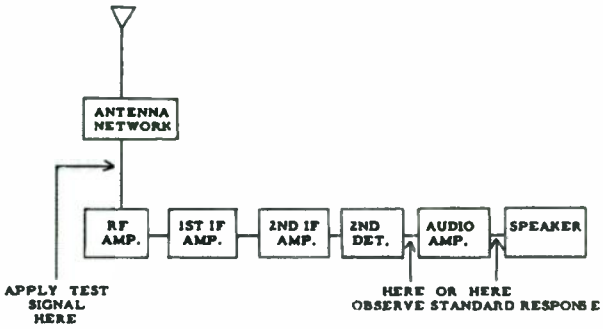 ANTENNA
NETWORK
RF
AMP.
1ST IF
AMP.
2ND IF
AMP.
2ND
DET.
AUDIO
AMP.
SPEAKER
APPLY TEST
SIGNAL
HERE
HERE OR HERE
OBSERVE STANDARD RESPONSE